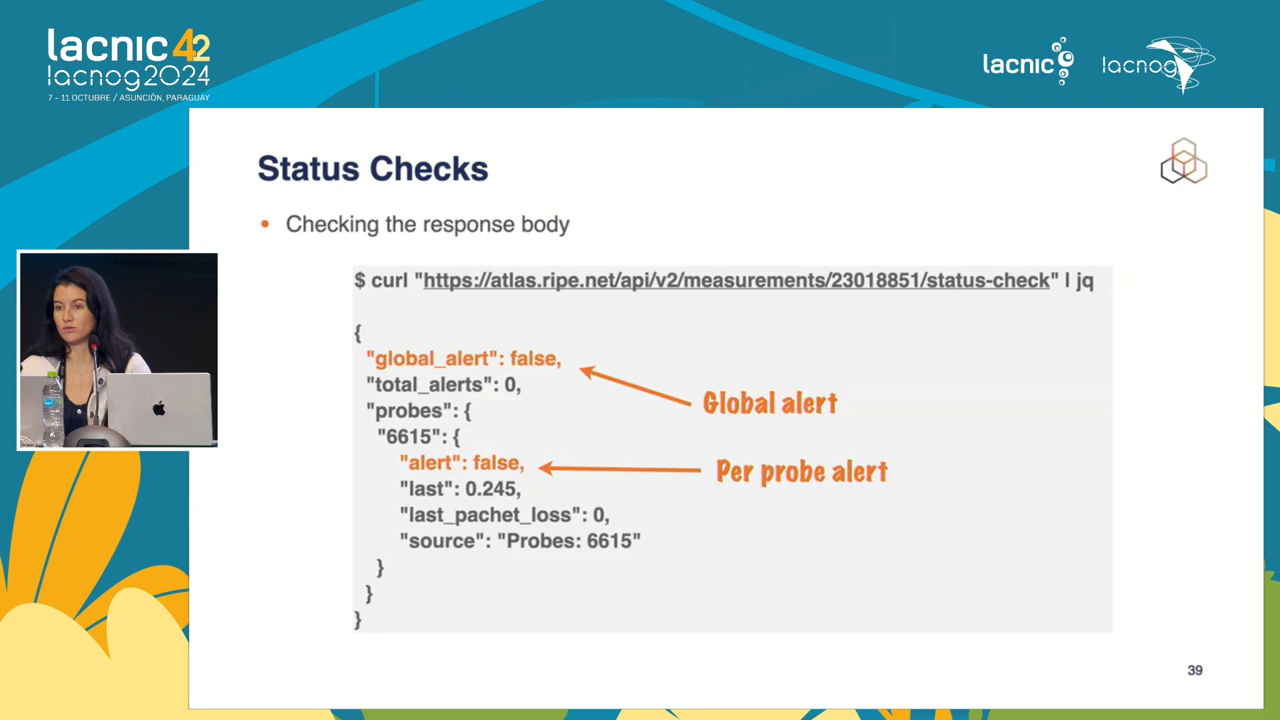 lacnic 42
lacnog2024
7 - 11 OCTUBRE / ASUNCIÓN, PARAGUAY
lacnic
lacnog
Status Checks
• Checking the response body
$ curl "https://atlas.ripe.net/api/v2/measurements/23018851/status-check" | jq
{
"global_alert": false,
"total_alerts": 0,
"probes": {
"6615": {
"alert": false,
"last": 0.245,
"last_pachet_loss": 0,
"source": "Probes: 6615"
}
}
}
Global alert
Per probe alert
39